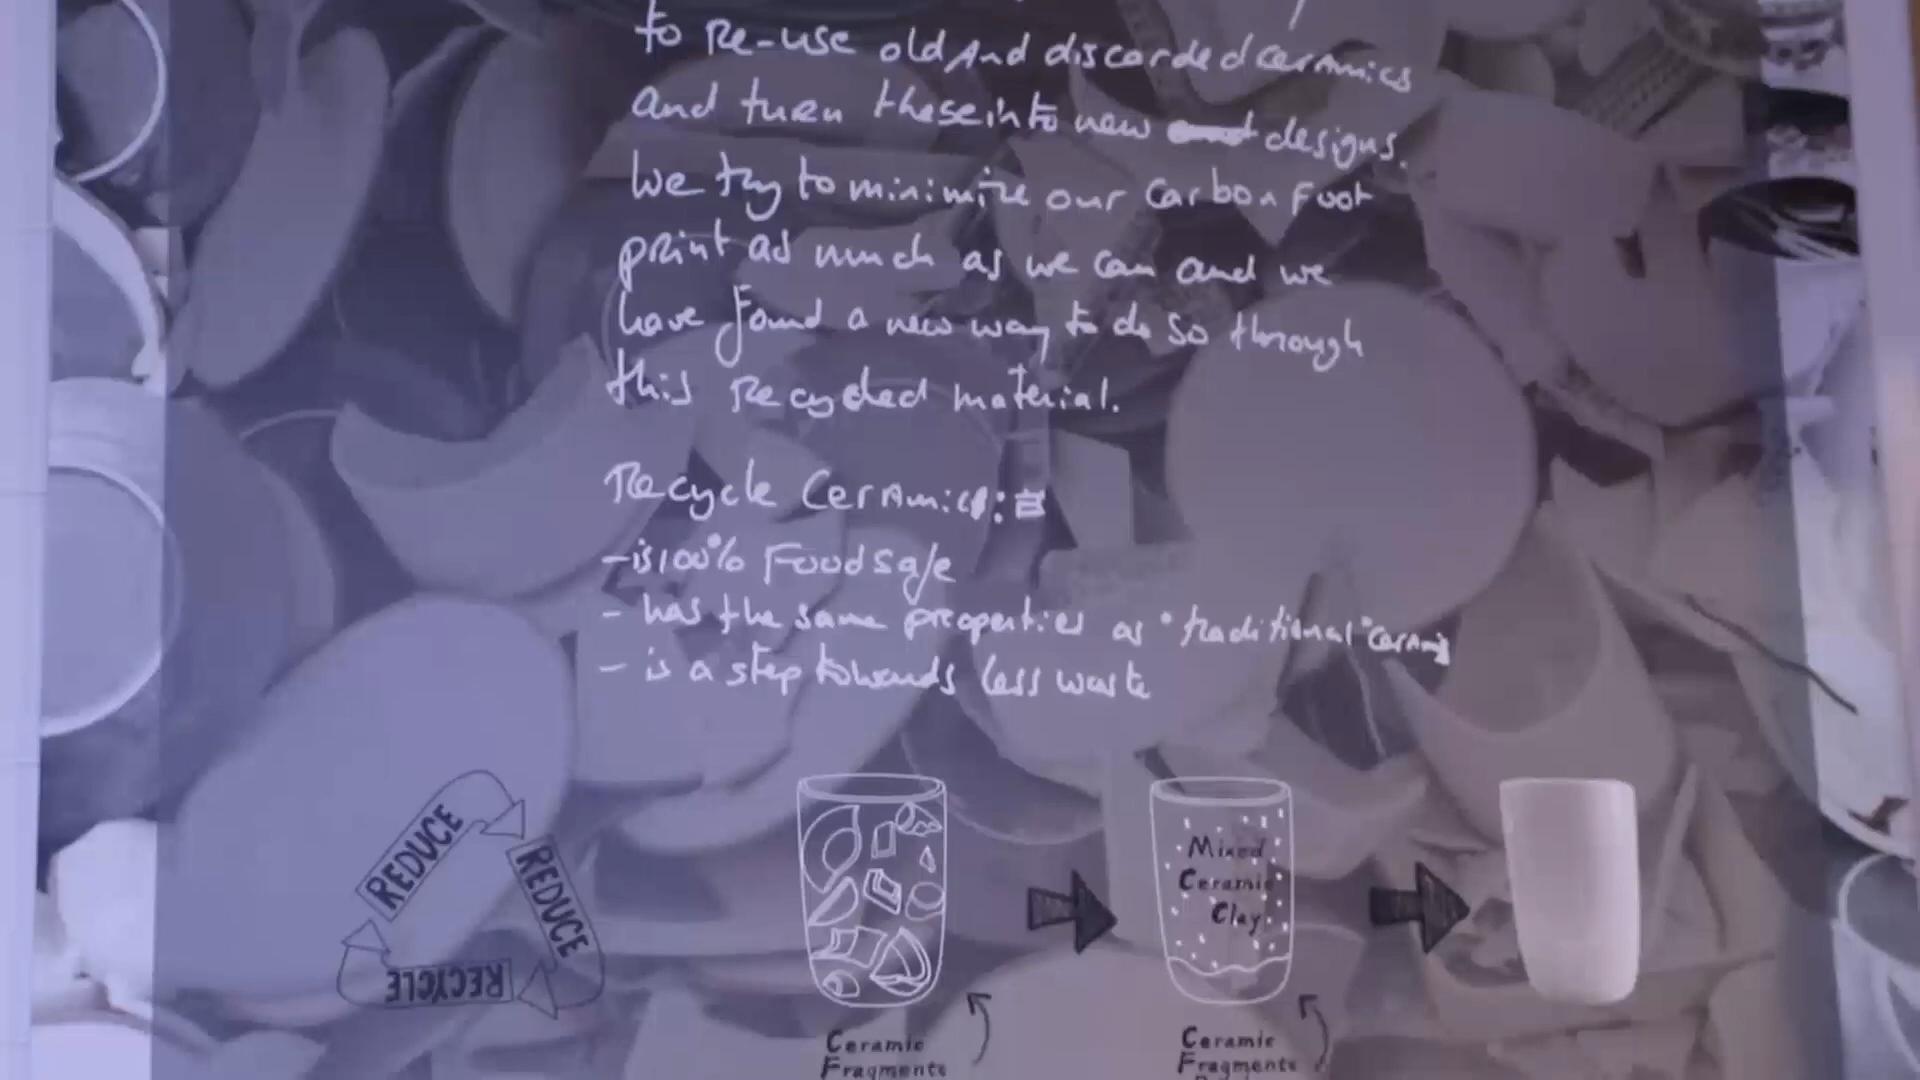 to Re-use old And discarded ceramics
and turn these into new designs.
We try to minimize our carbon foot
print as much as we can and we
have found a new way to do so through
this Recycled material.
Recycle Ceramics:
- is 100% Food safe
- has the same properties as "traditional" ceramis
- is a step towards less waste
REDUCE
REDUCE
RECYCLE
Mixed
Ceramic
Clay
Ceramic
Fragments
Ceramic
Fragments